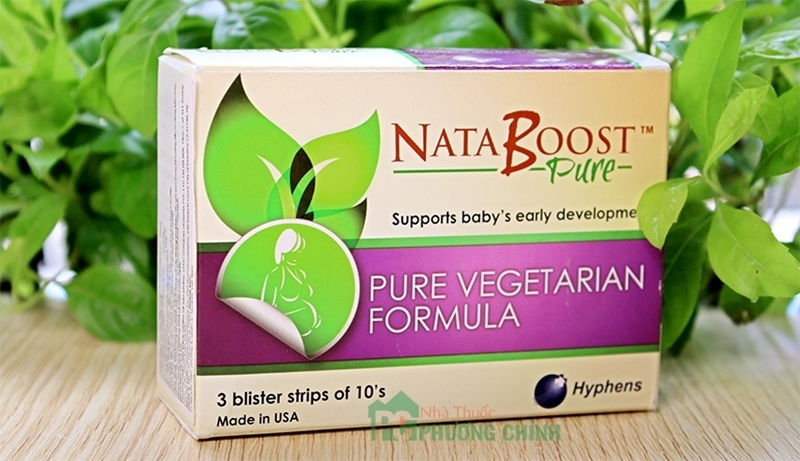 NATABOOST™
Pure
Supports baby's early developme
PURE VEGETARIAN
FORMULA
3 blister strips of 10's
Made in USA
Hyphens
Nhà Thuốc
PHƯƠNG CHÍNH